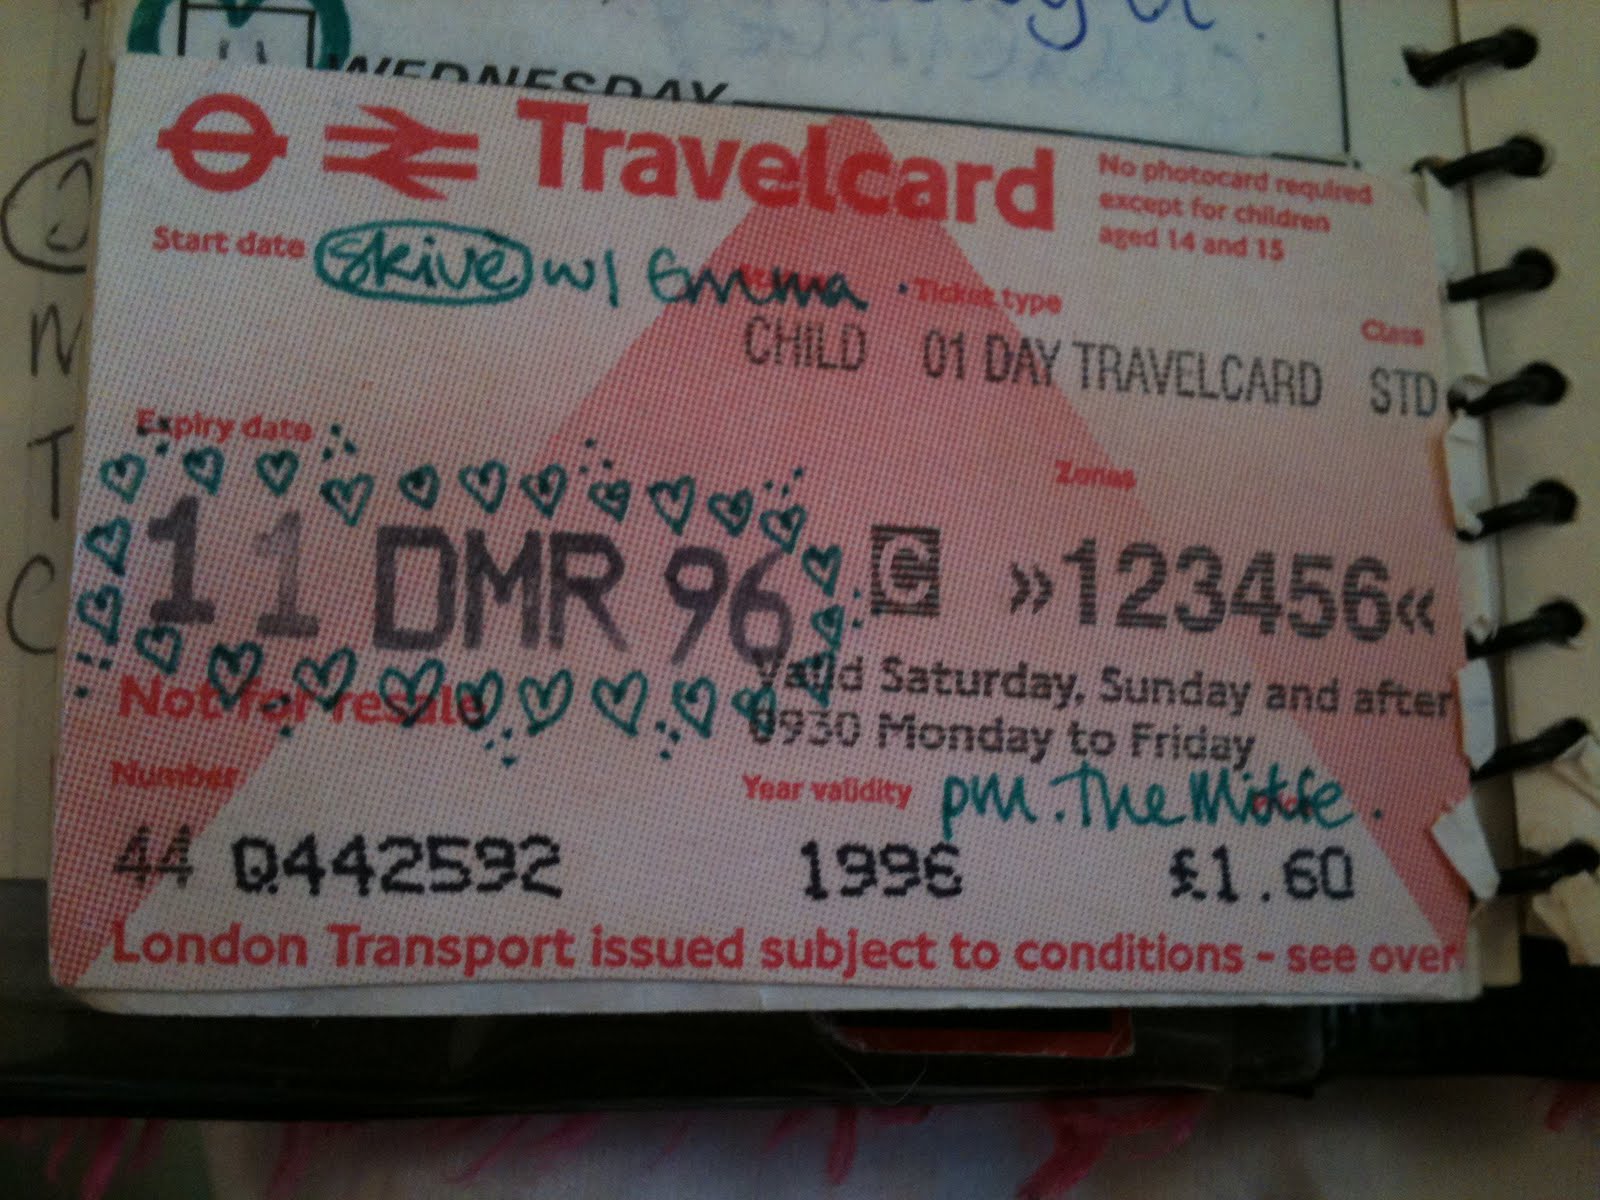 WEDNESDAY
Travelcard
No photocard required
except for children
aged 14 and 15
Start date
skive w/ Emma.
Ticket type
Class
CHILD 01 DAY TRAVELCARD STD
Expiry date
Zones
11 DMR 96 C »123456«
Not for resale
Valid Saturday, Sunday and after
0930 Monday to Friday
Number
Year validity
pm. The Mitre.
44 Q442592 1996 £1.60
London Transport issued subject to conditions - see over